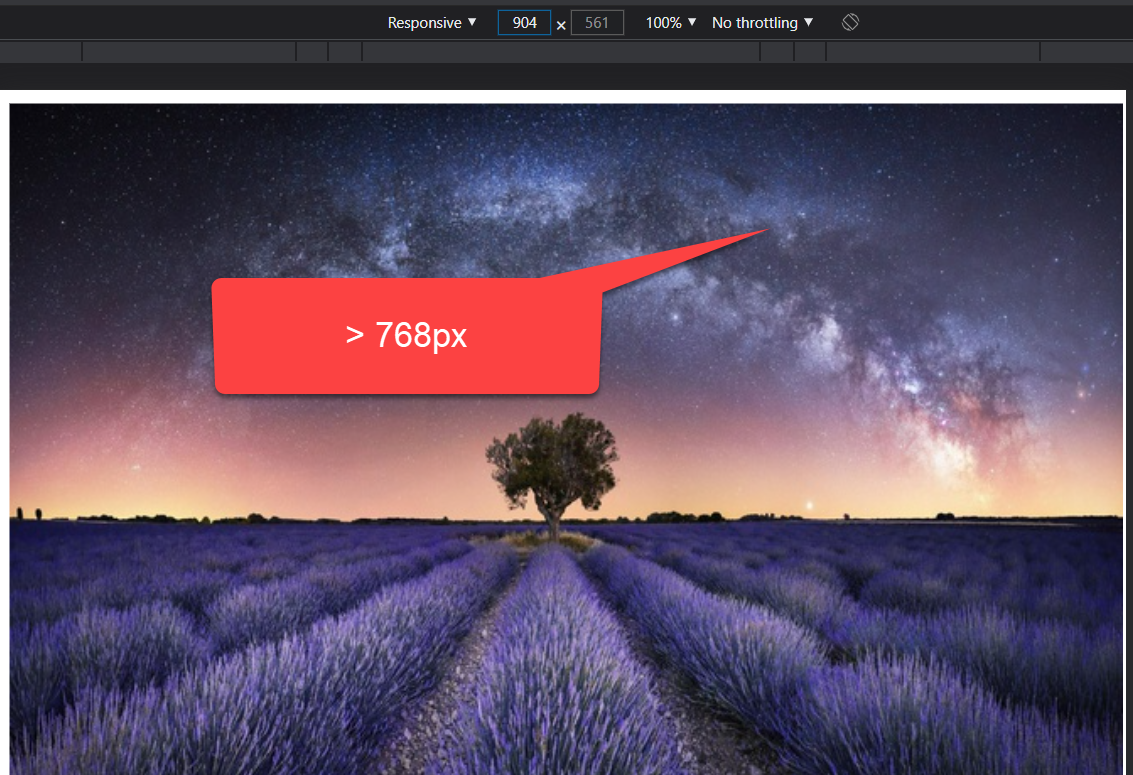 Responsive ▼ 904 × 561 100% ▼ No throttling ▼
> 768px